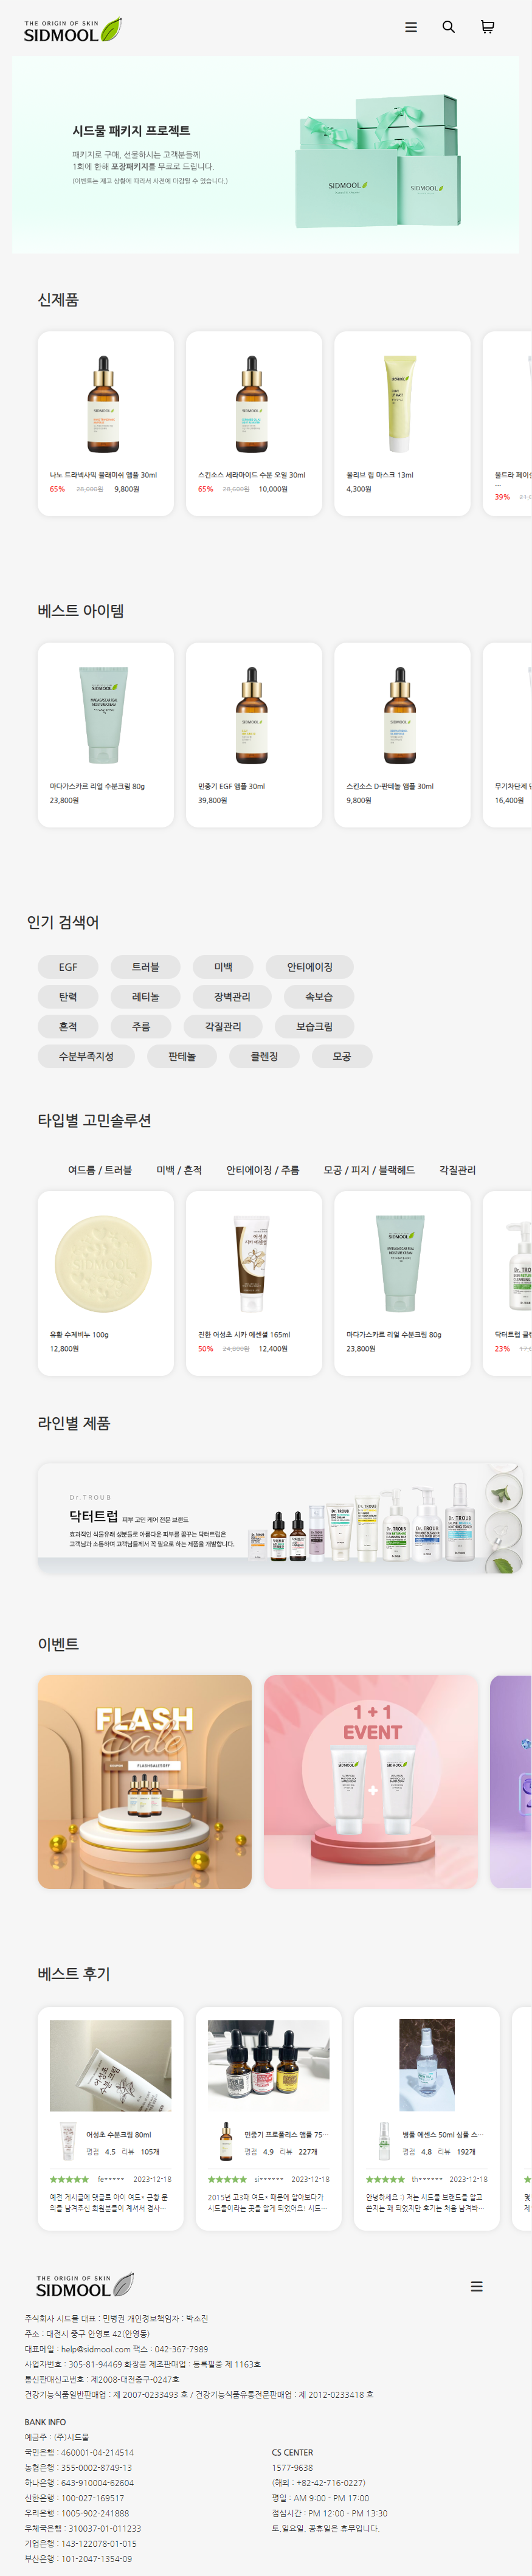 THE ORIGIN OF SKIN
SIDMOOL
시드물 패키지 프로젝트
패키지로 구매, 선물하시는 고객분들께
1회에 한해 포장패키지를 무료로 드립니다.
(이벤트는 재고 상황에 따라서 사전에 마감될 수 있습니다.)
SIDMOOL
SIDMOOL
신제품
나노 트라넥사믹 블래미쉬 앰플 30ml
65% 28,000원 9,800원
스킨소스 세라마이드 수분 오일 30ml
65% 28,600원 10,000원
올리브 립 마스크 13ml
4,300원
울트라 페이
...
39%
베스트 아이템
마다가스카르 리얼 수분크림 80g
23,800원
민중기 EGF 앰플 30ml
39,800원
스킨소스 D-판테놀 앰플 30ml
9,800원
무기자단계
16,400원
인기 검색어
EGF 트러블 미백 안티에이징
탄력 레티놀 장벽관리 속보습
흔적 주름 각질관리 보습크림
수분부족지성 판테놀 클렌징 모공
타입별 고민솔루션
여드름 / 트러블 미백 / 흔적 안티에이징 / 주름 모공 / 피지 / 블랙헤드 각질관리
유황 수제비누 100g
12,800원
진한 어성초 시카 에센셜 165ml
50% 24,800원 12,400원
마다가스카르 리얼 수분크림 80g
23,800원
닥터트럽 클렌
23%
라인별 제품
Dr.TROUB
닥터트럽 피부 고민 케어 전문 브랜드
효과적인 식물유래 성분들로 아름다운 피부를 꿈꾸는 닥터트럽은
고객님과 소통하며 고객님들께서 꼭 필요로 하는 제품을 개발합니다.
이벤트
FLASH
Sale
FLASHSALE50FF
1 + 1
EVENT
SIDMOOL
SIDMOOL
+
베스트 후기
어성초
수분크림
어성초 수분크림 80ml
평점 4.5 리뷰 105개
★★★★★ fe***** 2023-12-18
여전 게시글에 댓글로 아이 여드* 근황 문
의를 남겨주신 회원분들이 계셔서 겸사…
민중기 프로폴리스 앰플 75…
평점 4.9 리뷰 227개
★★★★★ si****** 2023-12-18
2015년 고3때 여드* 때문에 알아보다가
시드물이라는 곳을 알게 되었어요! 시드…
병풀 에센스 50ml 심플 스…
평점 4.8 리뷰 192개
★★★★★ th****** 2023-12-18
안녕하세요 :) 저는 시드물 브랜드를 알고
쓴지는 꽤 되었지만 후기는 처음 남겨봐…
THE ORIGIN OF SKIN
SIDMOOL
주식회사 시드물 대표 : 민병권 개인정보책임자 : 박소진
주소 : 대전시 중구 안영로 42(안영동)
대표메일 : help@sidmool.com 팩스 : 042-367-7989
사업자번호 : 305-81-94469 화장품 제조판매업 : 등록필증 제 1163호
통신판매신고번호 : 제2008-대전중구-0247호
건강기능식품일반판매업 : 제 2007-0233493 호 / 건강기능식품유통전문판매업 : 제 2012-0233418 호
BANK INFO
예금주 : (주)시드물
국민은행 : 460001-04-214514
농협은행 : 355-0002-8749-13
하나은행 : 643-910004-62604
신한은행 : 100-027-169517
우리은행 : 1005-902-241888
우체국은행 : 310037-01-011233
기업은행 : 143-122078-01-015
부산은행 : 101-2047-1354-09
CS CENTER
1577-9638
(해외 : +82-42-716-0227)
평일 : AM 9:00 - PM 17:00
점심시간 : PM 12:00 - PM 13:30
토,일요일, 공휴일은 휴무입니다.